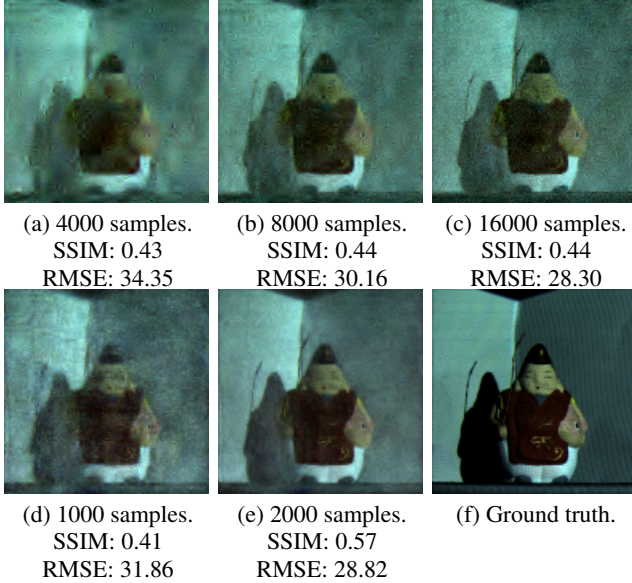 (a) 4000 samples.
SSIM: 0.43
RMSE: 34.35
(b) 8000 samples.
SSIM: 0.44
RMSE: 30.16
(c) 16000 samples.
SSIM: 0.44
RMSE: 28.30
(d) 1000 samples.
SSIM: 0.41
RMSE: 31.86
(e) 2000 samples.
SSIM: 0.57
RMSE: 28.82
(f) Ground truth.